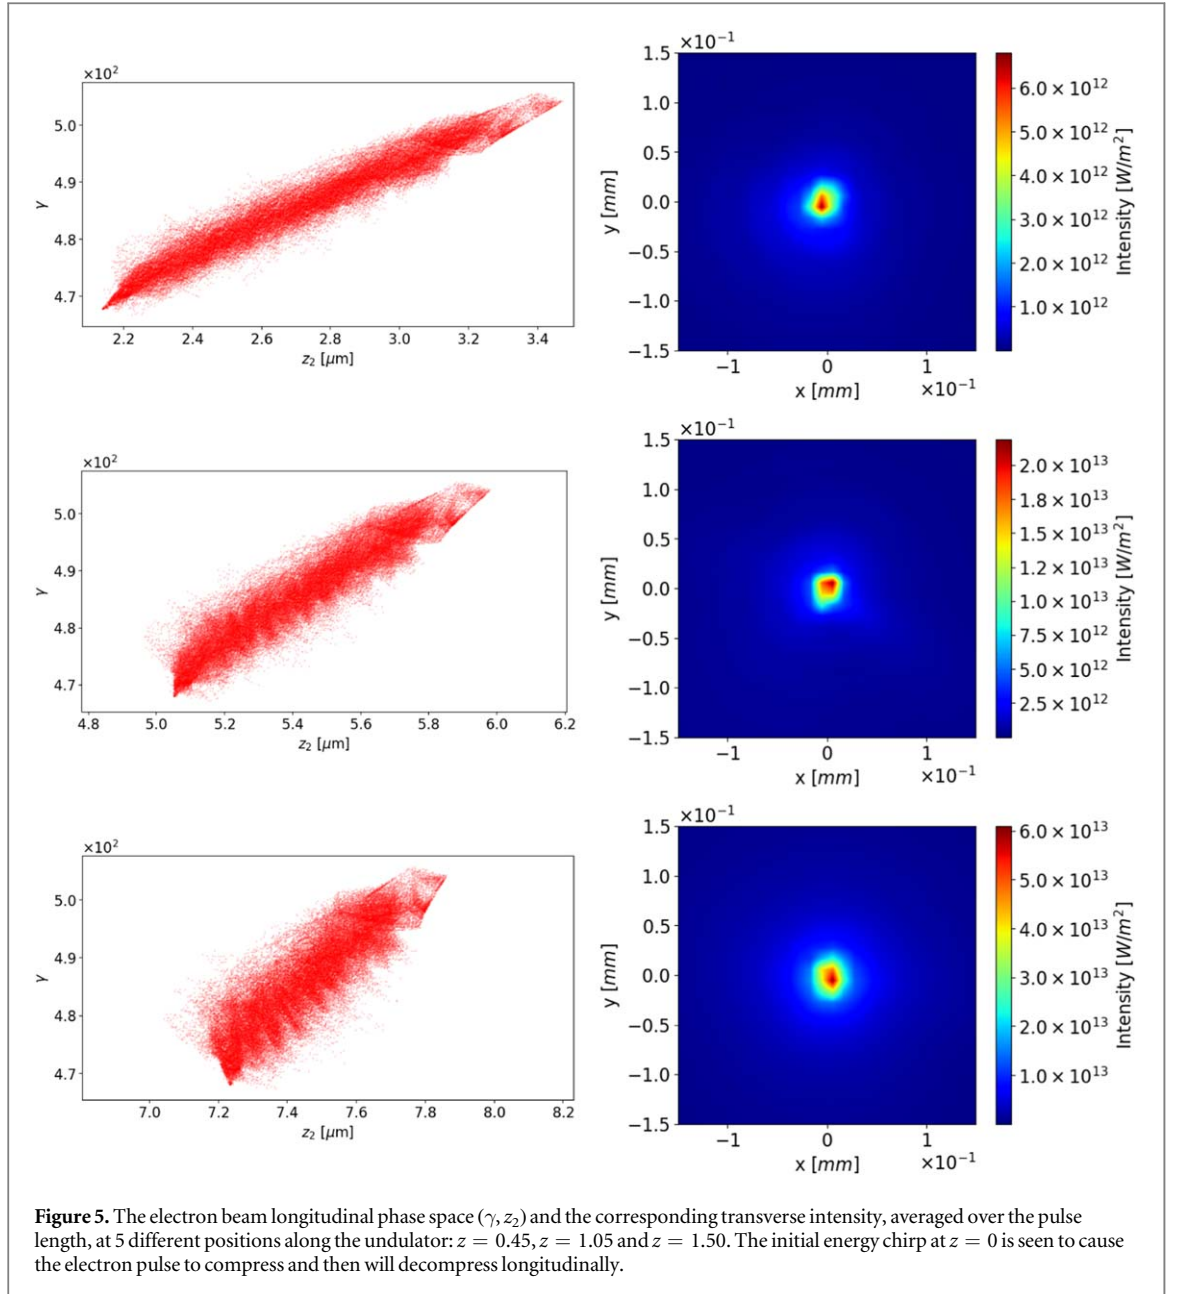 ×10²
5.0
4.9
4.8
4.7
γ
2.2 2.4 2.6 2.8 3.0 3.2 3.4
z₂ [μm]
1.5 ×10⁻¹
1.0
0.5
0.0
−0.5
−1.0
−1.5
y [mm]
−1 0 1
x [mm] ×10⁻¹
6.0 × 10¹²
5.0 × 10¹²
4.0 × 10¹²
3.0 × 10¹²
2.0 × 10¹²
1.0 × 10¹²
Intensity [W/m²]
×10²
5.0
4.9
4.8
4.7
γ
4.8 5.0 5.2 5.4 5.6 5.8 6.0 6.2
z₂ [μm]
1.5 ×10⁻¹
1.0
0.5
0.0
−0.5
−1.0
−1.5
y [mm]
−1 0 1
x [mm] ×10⁻¹
2.0 × 10¹³
1.8 × 10¹³
1.5 × 10¹³
1.2 × 10¹³
1.0 × 10¹³
7.5 × 10¹²
5.0 × 10¹²
2.5 × 10¹²
Intensity [W/m²]
×10²
5.0
4.9
4.8
4.7
γ
7.0 7.2 7.4 7.6 7.8 8.0 8.2
z₂ [μm]
1.5 ×10⁻¹
1.0
0.5
0.0
−0.5
−1.0
−1.5
y [mm]
−1 0 1
x [mm] ×10⁻¹
6.0 × 10¹³
5.0 × 10¹³
4.0 × 10¹³
3.0 × 10¹³
2.0 × 10¹³
1.0 × 10¹³
Intensity [W/m²]
Figure 5. The electron beam longitudinal phase space (γ, z₂) and the corresponding transverse intensity, averaged over the pulse
length, at 5 different positions along the undulator: z = 0.45, z = 1.05 and z = 1.50. The initial energy chirp at z = 0 is seen to cause
the electron pulse to compress and then will decompress longitudinally.